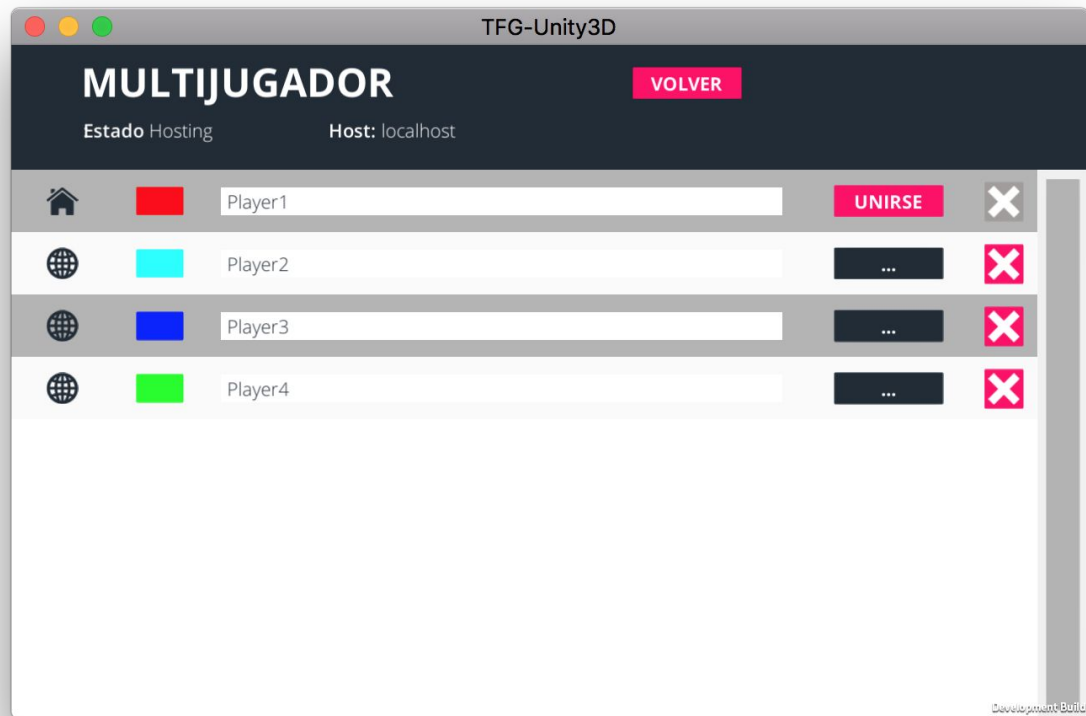 TFG-Unity3D
MULTIJUGADOR VOLVER
Estado Hosting Host: localhost
Player1 UNIRSE
Player2 ...
Player3 ...
Player4 ...
Development Build